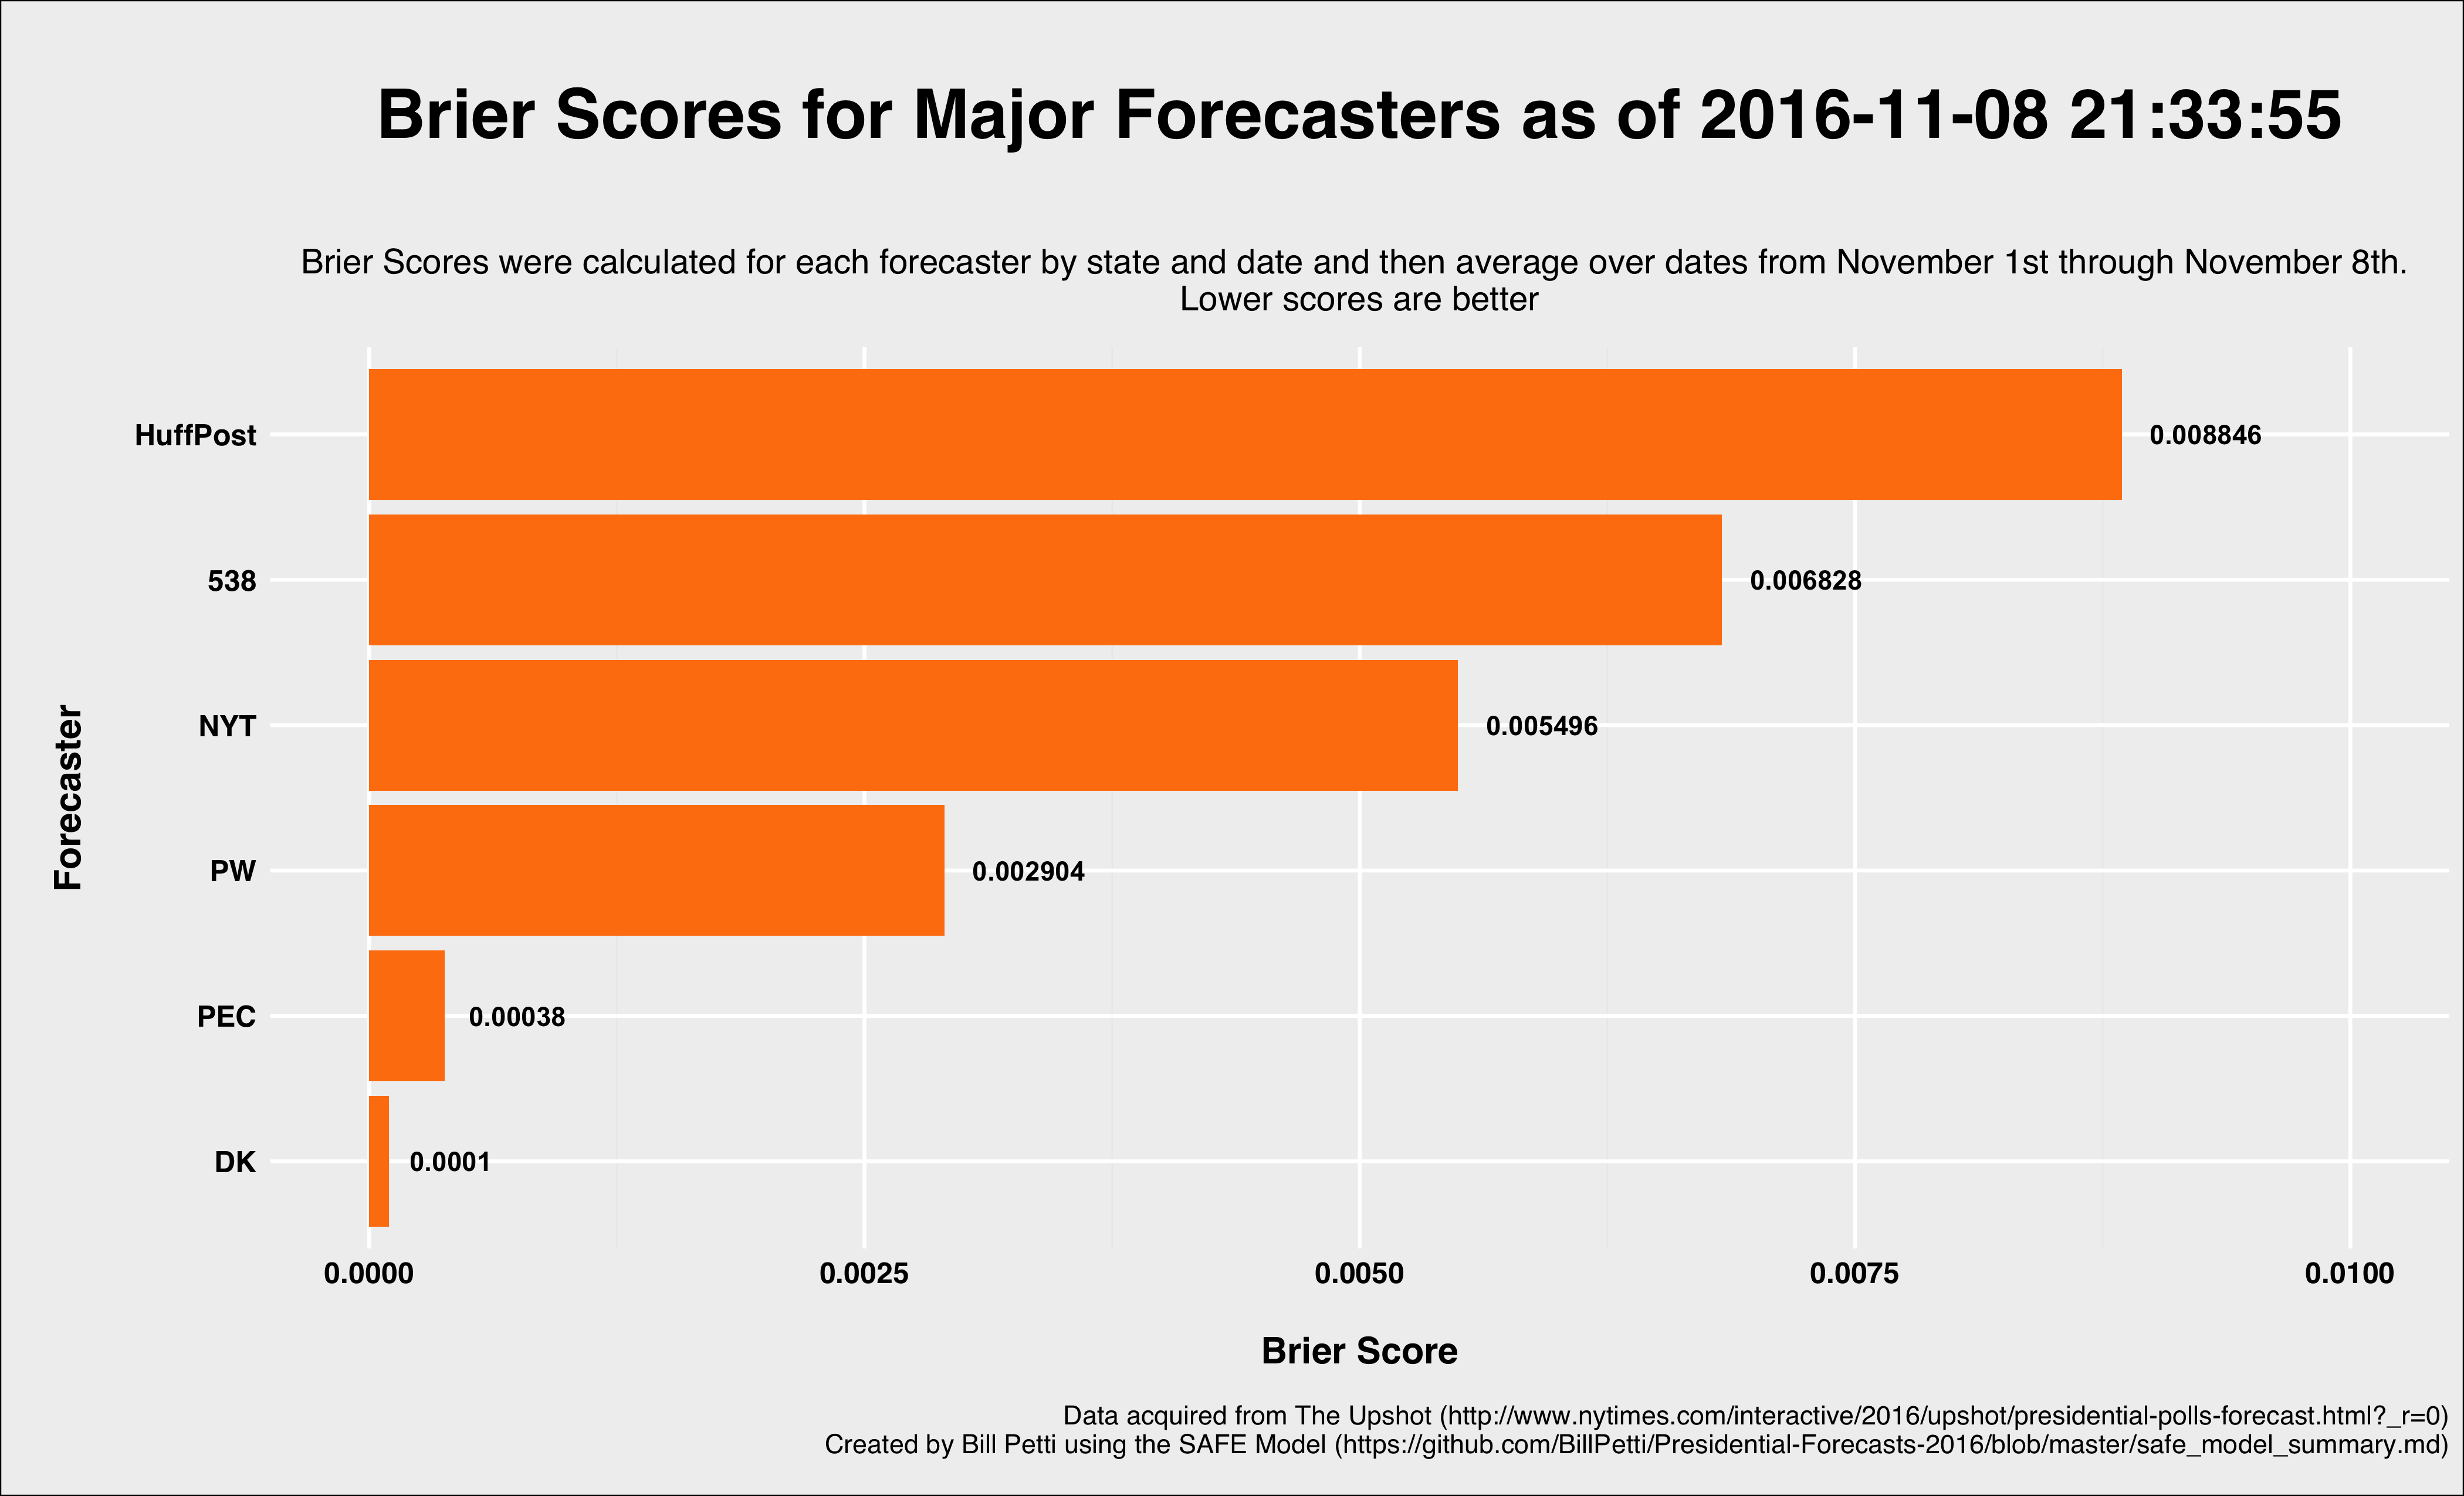 Brier Scores for Major Forecasters as of 2016-11-08 21:33:55
Brier Scores were calculated for each forecaster by state and date and then average over dates from November 1st through November 8th.
Lower scores are better
Forecaster
HuffPost 0.008846
538 0.006828
NYT 0.005496
PW 0.002904
PEC 0.00038
DK 0.0001
0.0000 0.0025 0.0050 0.0075 0.0100
Brier Score
Data acquired from The Upshot (http://www.nytimes.com/interactive/2016/upshot/presidential-polls-forecast.html?_r=0)
Created by Bill Petti using the SAFE Model (https://github.com/BillPetti/Presidential-Forecasts-2016/blob/master/safe_model_summary.md)